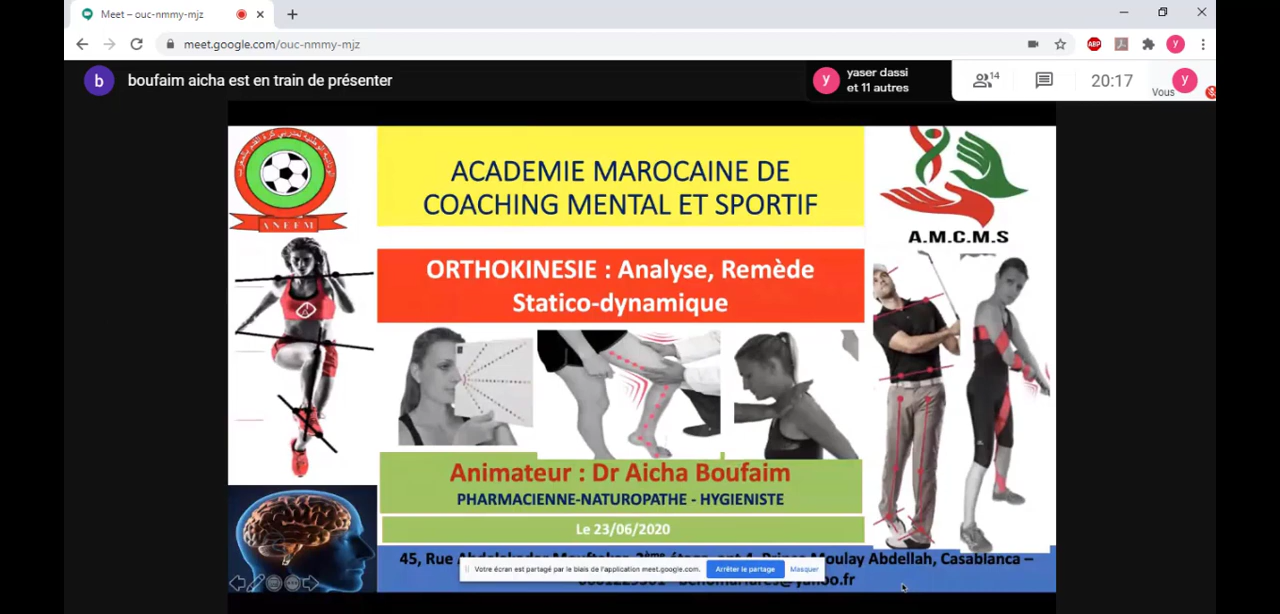 Meet – ouc-nmmy-mjz
meet.google.com/ouc-nmmy-mjz
ABP
y
b
boufaim aicha est en train de présenter
y
yaser dassi
et 11 autres
14
20:17
Vous
y
ACADEMIE MAROCAINE DE
COACHING MENTAL ET SPORTIF
A.N.E.F.M
A.M.C.M.S
ORTHOKINESIE : Analyse, Remède
Statico-dynamique
Animateur : Dr Aicha Boufaim
PHARMACIENNE-NATUROPATHE - HYGIENISTE
Le 23/06/2020
45, Rue Moulay Abdellah, Casablanca –
Votre écran est partagé par le biais de l'application meet.google.com.
Arrêter le partage
Masquer
@yahoo.fr